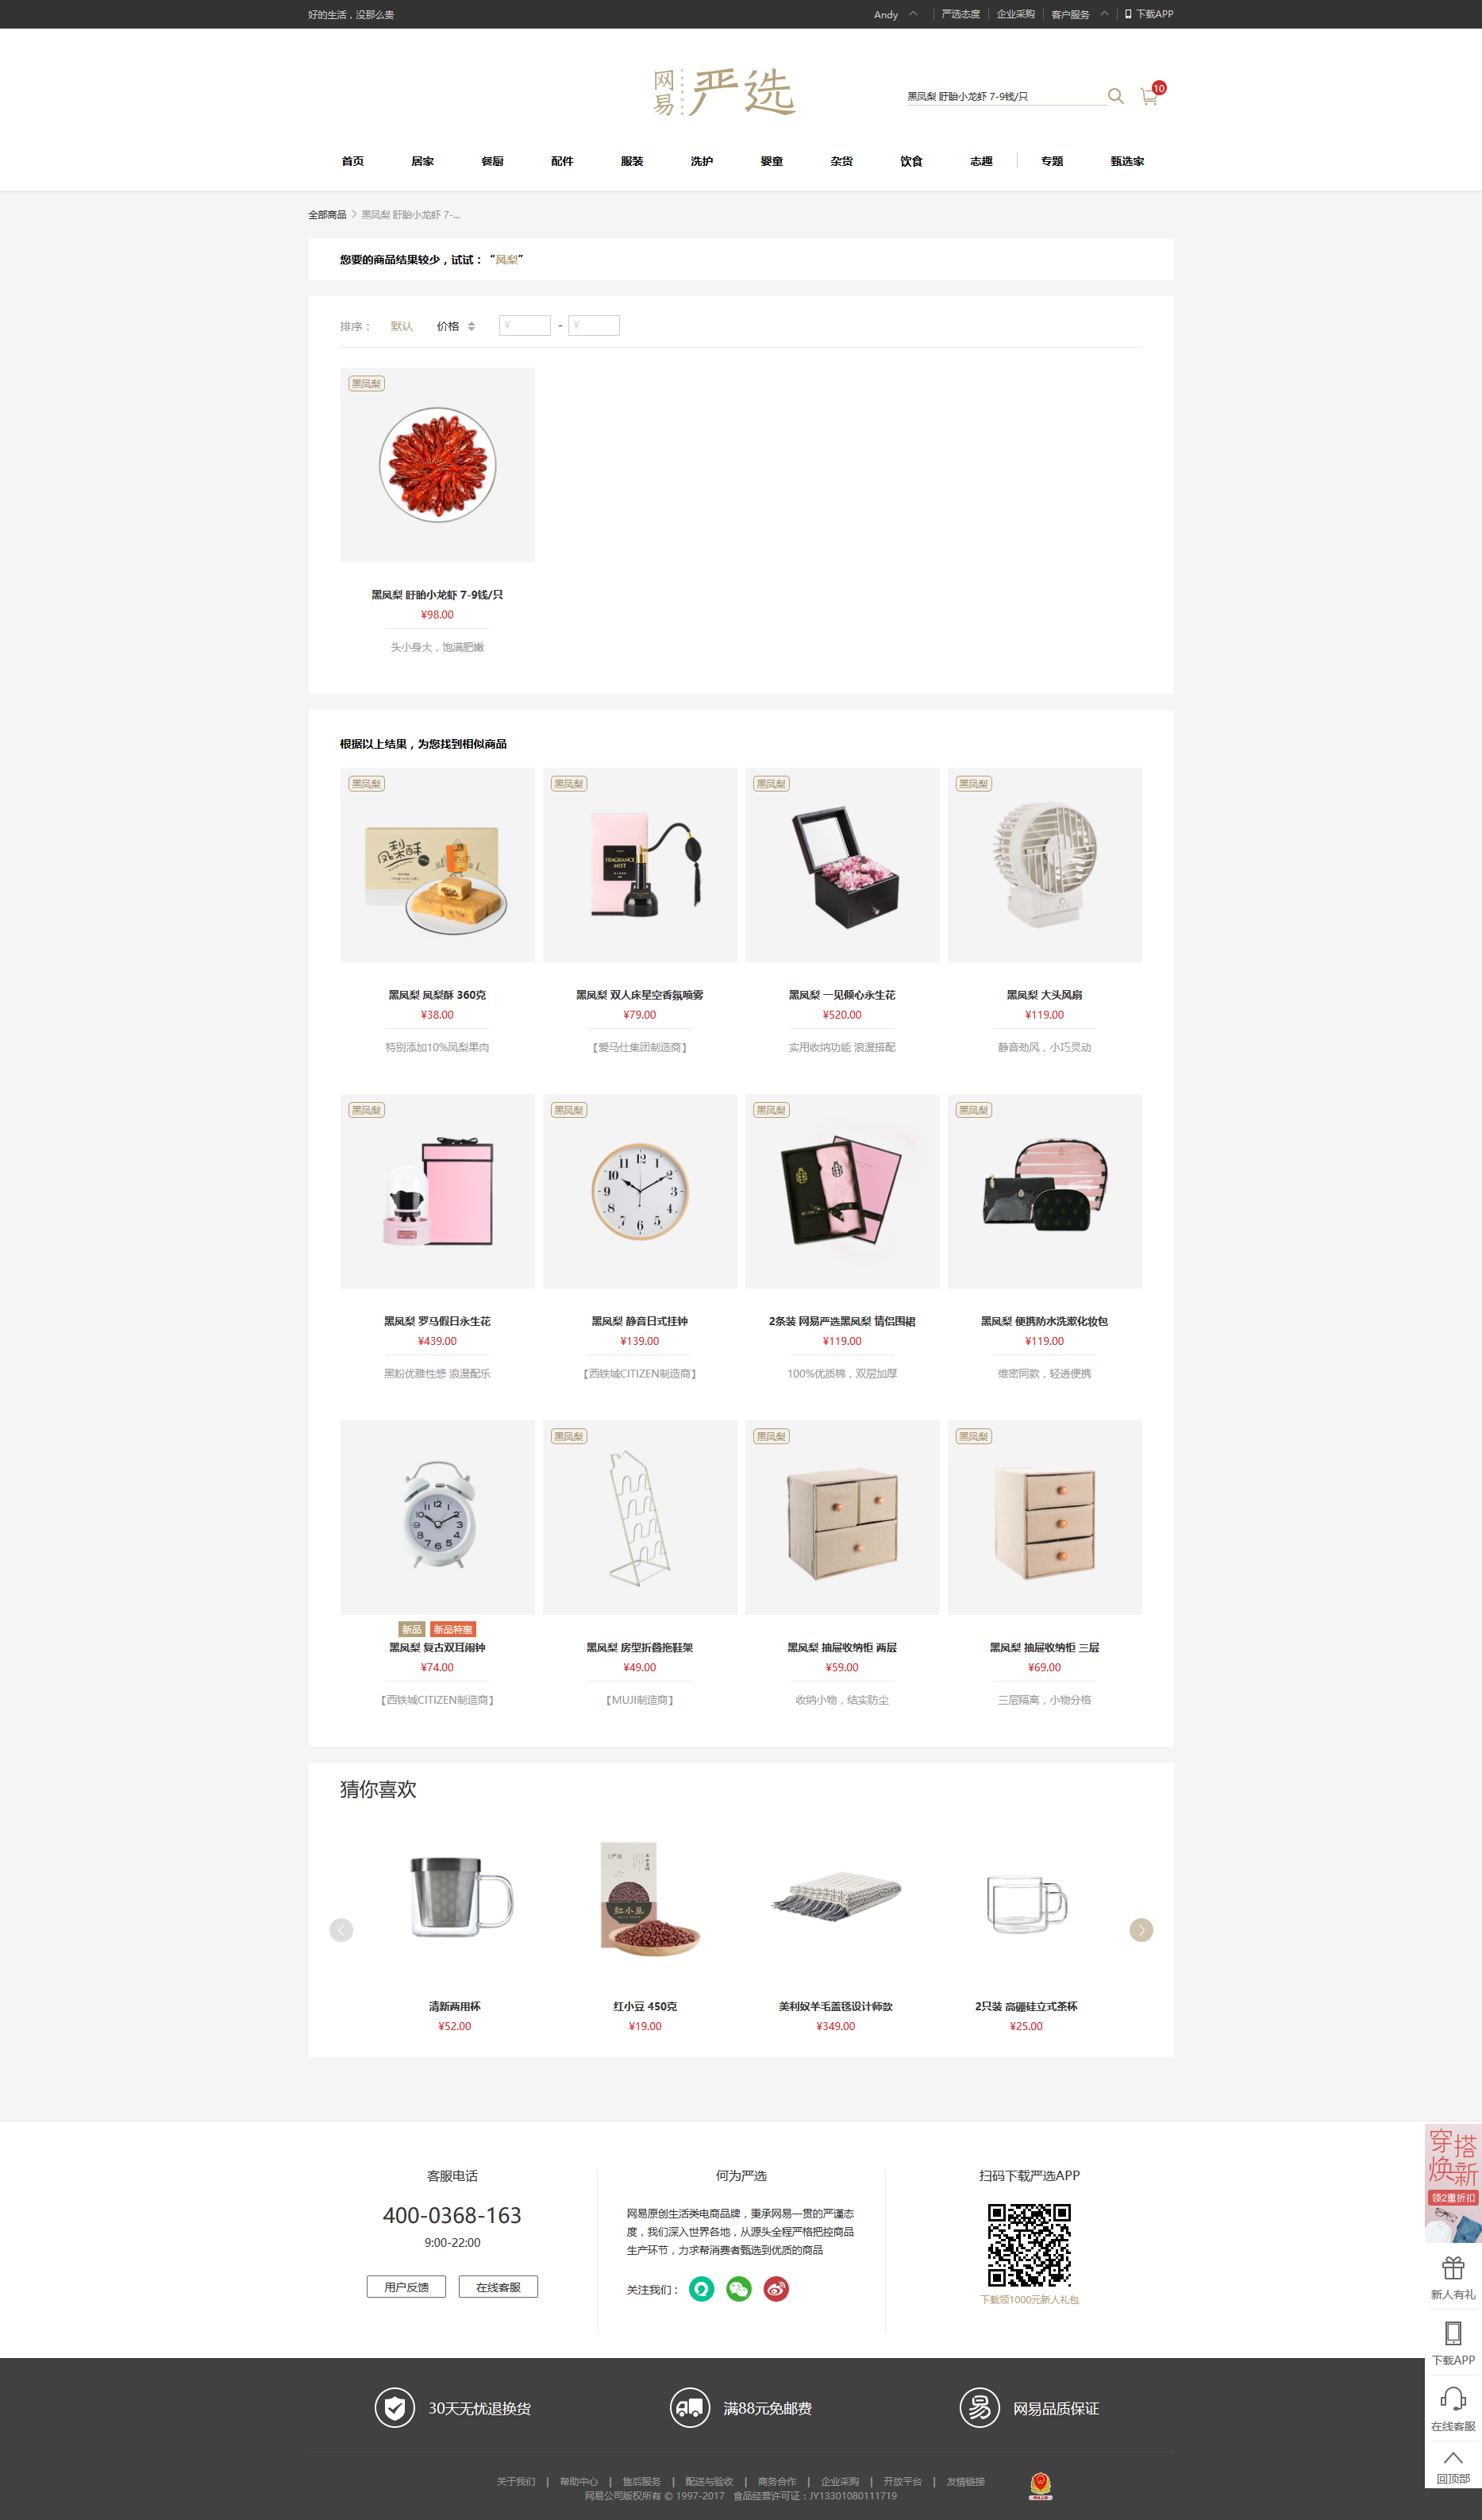 好的生活，没那么贵
Andy 严选态度 企业采购 客户服务 下载APP
网易严选
黑凤梨 盱眙小龙虾 7-9钱/只
10
首页 居家 餐厨 配件 服装 洗护 婴童 杂货 饮食 志趣 专题 甄选家
全部商品 黑凤梨 盱眙小龙虾 7-...
您要的商品结果较少，试试：“凤梨”
排序： 默认 价格 ¥ - ¥
黑凤梨
黑凤梨 盱眙小龙虾 7-9钱/只
¥98.00
头小身大，饱满肥嫩
根据以上结果，为您找到相似商品
黑凤梨 黑凤梨 黑凤梨 黑凤梨
凤梨酥
FRAGRANCE
MIST
黑凤梨 凤梨酥 360克 黑凤梨 双人床星空香氛喷雾 黑凤梨 一见倾心永生花 黑凤梨 大头风扇
¥38.00 ¥79.00 ¥520.00 ¥119.00
特别添加10%凤梨果肉 【爱马仕集团制造商】 实用收纳功能 浪漫搭配 静音劲风，小巧灵动
黑凤梨 黑凤梨 黑凤梨 黑凤梨
12 1 2 3 4 5 6 7 8 9 10 11
黑凤梨 罗马假日永生花 黑凤梨 静音日式挂钟 2条装 网易严选黑凤梨 情侣围裙 黑凤梨 便携防水洗漱化妆包
¥439.00 ¥139.00 ¥119.00 ¥119.00
黑粉优雅性感 浪漫配乐 【西铁城CITIZEN制造商】 100%优质棉，双层加厚 维密同款，轻透便携
黑凤梨 黑凤梨 黑凤梨
12 1 2 3 4 5 6 7 8 9 10 11
新品 新品特惠
黑凤梨 复古双耳闹钟 黑凤梨 房型折叠拖鞋架 黑凤梨 抽屉收纳柜 两层 黑凤梨 抽屉收纳柜 三层
¥74.00 ¥49.00 ¥59.00 ¥69.00
【西铁城CITIZEN制造商】 【MUJI制造商】 收纳小物，结实防尘 三层隔离，小物分格
猜你喜欢
严选
红小豆
清新两用杯 红小豆 450克 美利奴羊毛盖毯设计师款 2只装 高硼硅立式茶杯
¥52.00 ¥19.00 ¥349.00 ¥25.00
穿搭
焕新
领2重折扣
新人有礼
下载APP
在线客服
回顶部
客服电话
400-0368-163
9:00-22:00
用户反馈 在线客服
何为严选
网易原创生活类电商品牌，秉承网易一贯的严谨态
度，我们深入世界各地，从源头全程严格把控商品
生产环节，力求帮消费者甄选到优质的商品
关注我们：
扫码下载严选APP
下载领1000元新人礼包
30天无忧退换货 满88元免邮费 易 网易品质保证
关于我们 | 帮助中心 | 售后服务 | 配送与验收 | 商务合作 | 企业采购 | 开放平台 | 友情链接
网易公司版权所有 © 1997-2017 食品经营许可证：JY13301080111719